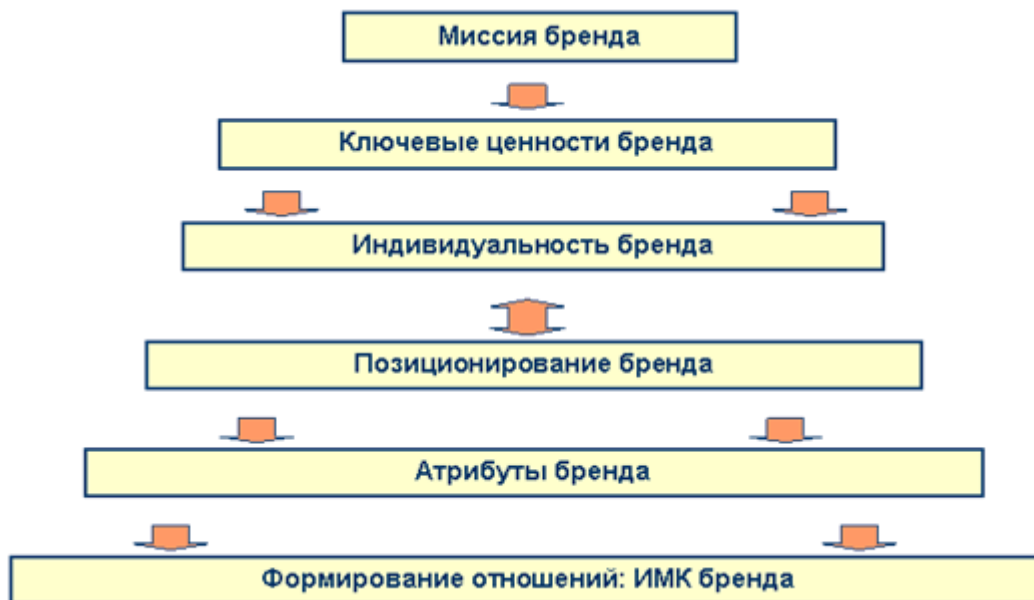 Миссия бренда
Ключевые ценности бренда
Индивидуальность бренда
Позиционирование бренда
Атрибуты бренда
Формирование отношений: ИМК бренда